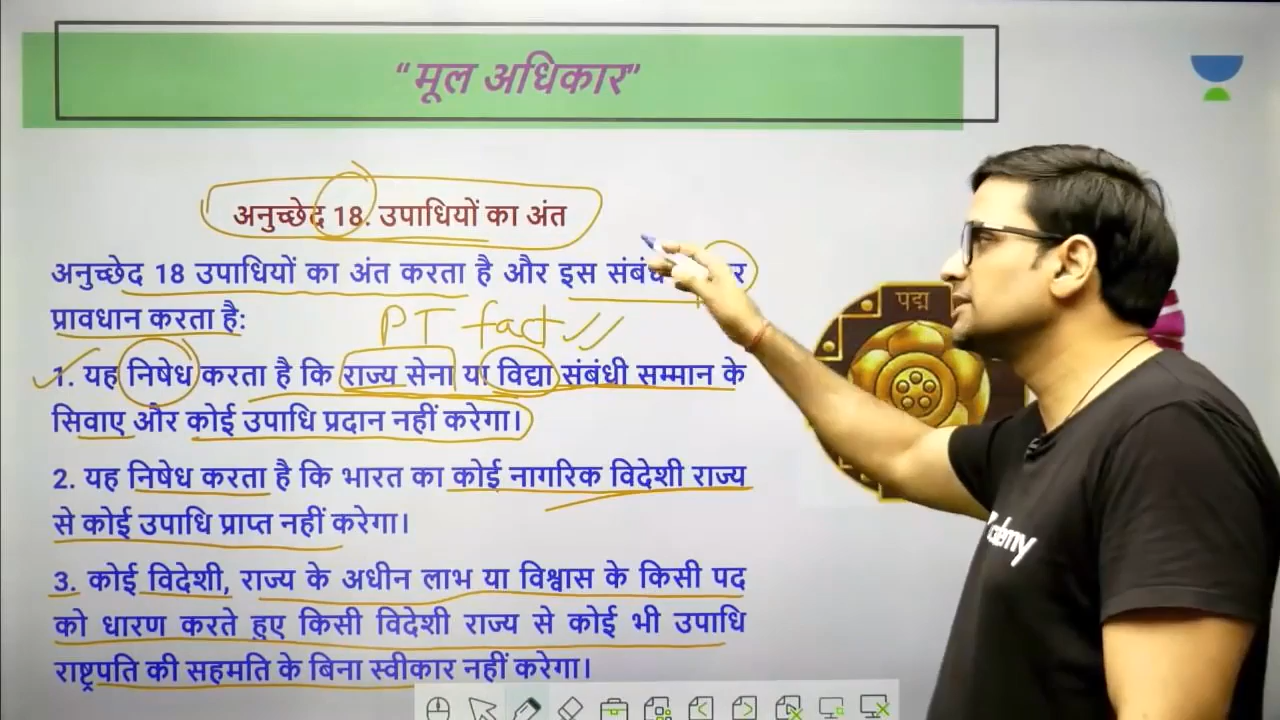 “मूल अधिकार”
अनुच्छेद 18. उपाधियों का अंत
अनुच्छेद 18 उपाधियों का अंत करता है और इस
प्रावधान करता है:
PT fact
पद्म
1. यह निषेध करता है कि राज्य सेना या विद्या संबंधी सम्मान के
सिवाए और कोई उपाधि प्रदान नहीं करेगा।
2. यह निषेध करता है कि भारत का कोई नागरिक विदेशी राज्य
से कोई उपाधि प्राप्त नहीं करेगा।
3. कोई विदेशी, राज्य के अधीन लाभ या विश्वास के किसी पद
को धारण करते हुए किसी विदेशी राज्य से कोई भी उपाधि
राष्ट्रपति की सहमति के बिना स्वीकार नहीं करेगा।